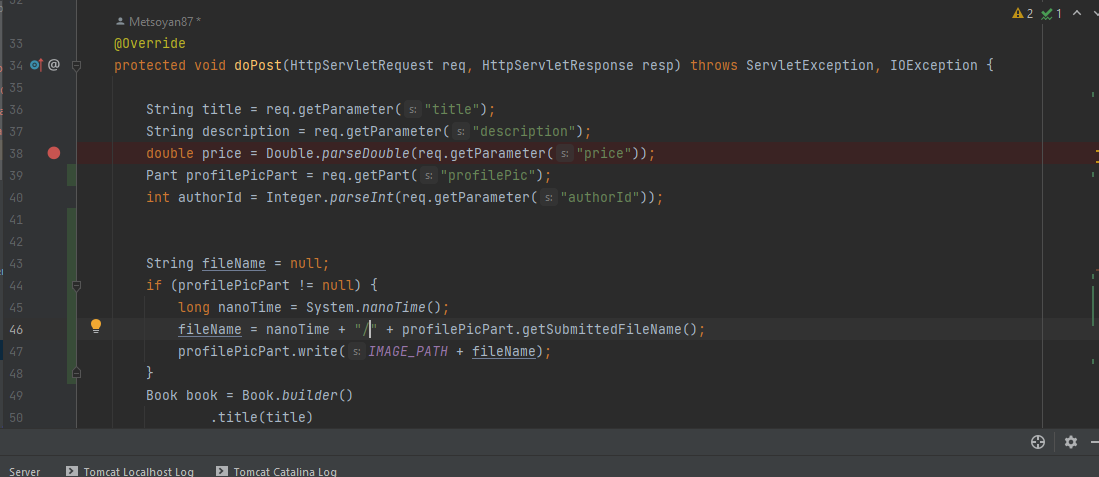 32
2 1
Metsoyan87 *
33 @Override
34 @ protected void doPost(HttpServletRequest req, HttpServletResponse resp) throws ServletException, IOException {
35
36 String title = req.getParameter( s: "title");
37 String description = req.getParameter( s: "description");
38 double price = Double.parseDouble(req.getParameter( s: "price"));
39 Part profilePicPart = req.getPart( s: "profilePic");
40 int authorId = Integer.parseInt(req.getParameter( s: "authorId"));
41
42
43 String fileName = null;
44 if (profilePicPart != null) {
45 long nanoTime = System.nanoTime();
46 fileName = nanoTime + "/" + profilePicPart.getSubmittedFileName();
47 profilePicPart.write( s: IMAGE_PATH + fileName);
48 }
49 Book book = Book.builder()
50 .title(title)
Server Tomcat Localhost Log Tomcat Catalina Log